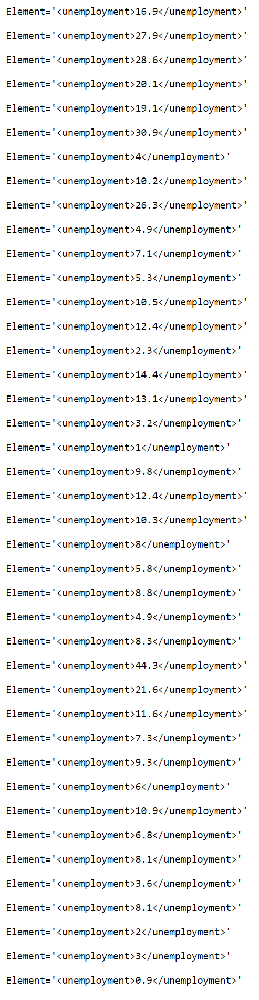 Element='<unemployment>16.9</unemployment>'
Element='<unemployment>27.9</unemployment>'
Element='<unemployment>28.6</unemployment>'
Element='<unemployment>20.1</unemployment>'
Element='<unemployment>19.1</unemployment>'
Element='<unemployment>30.9</unemployment>'
Element='<unemployment>4</unemployment>'
Element='<unemployment>10.2</unemployment>'
Element='<unemployment>26.3</unemployment>'
Element='<unemployment>4.9</unemployment>'
Element='<unemployment>7.1</unemployment>'
Element='<unemployment>5.3</unemployment>'
Element='<unemployment>10.5</unemployment>'
Element='<unemployment>12.4</unemployment>'
Element='<unemployment>2.3</unemployment>'
Element='<unemployment>14.4</unemployment>'
Element='<unemployment>13.1</unemployment>'
Element='<unemployment>3.2</unemployment>'
Element='<unemployment>1</unemployment>'
Element='<unemployment>9.8</unemployment>'
Element='<unemployment>12.4</unemployment>'
Element='<unemployment>10.3</unemployment>'
Element='<unemployment>8</unemployment>'
Element='<unemployment>5.8</unemployment>'
Element='<unemployment>8.8</unemployment>'
Element='<unemployment>4.9</unemployment>'
Element='<unemployment>8.3</unemployment>'
Element='<unemployment>44.3</unemployment>'
Element='<unemployment>21.6</unemployment>'
Element='<unemployment>11.6</unemployment>'
Element='<unemployment>7.3</unemployment>'
Element='<unemployment>9.3</unemployment>'
Element='<unemployment>6</unemployment>'
Element='<unemployment>10.9</unemployment>'
Element='<unemployment>6.8</unemployment>'
Element='<unemployment>8.1</unemployment>'
Element='<unemployment>3.6</unemployment>'
Element='<unemployment>8.1</unemployment>'
Element='<unemployment>2</unemployment>'
Element='<unemployment>3</unemployment>'
Element='<unemployment>0.9</unemployment>'